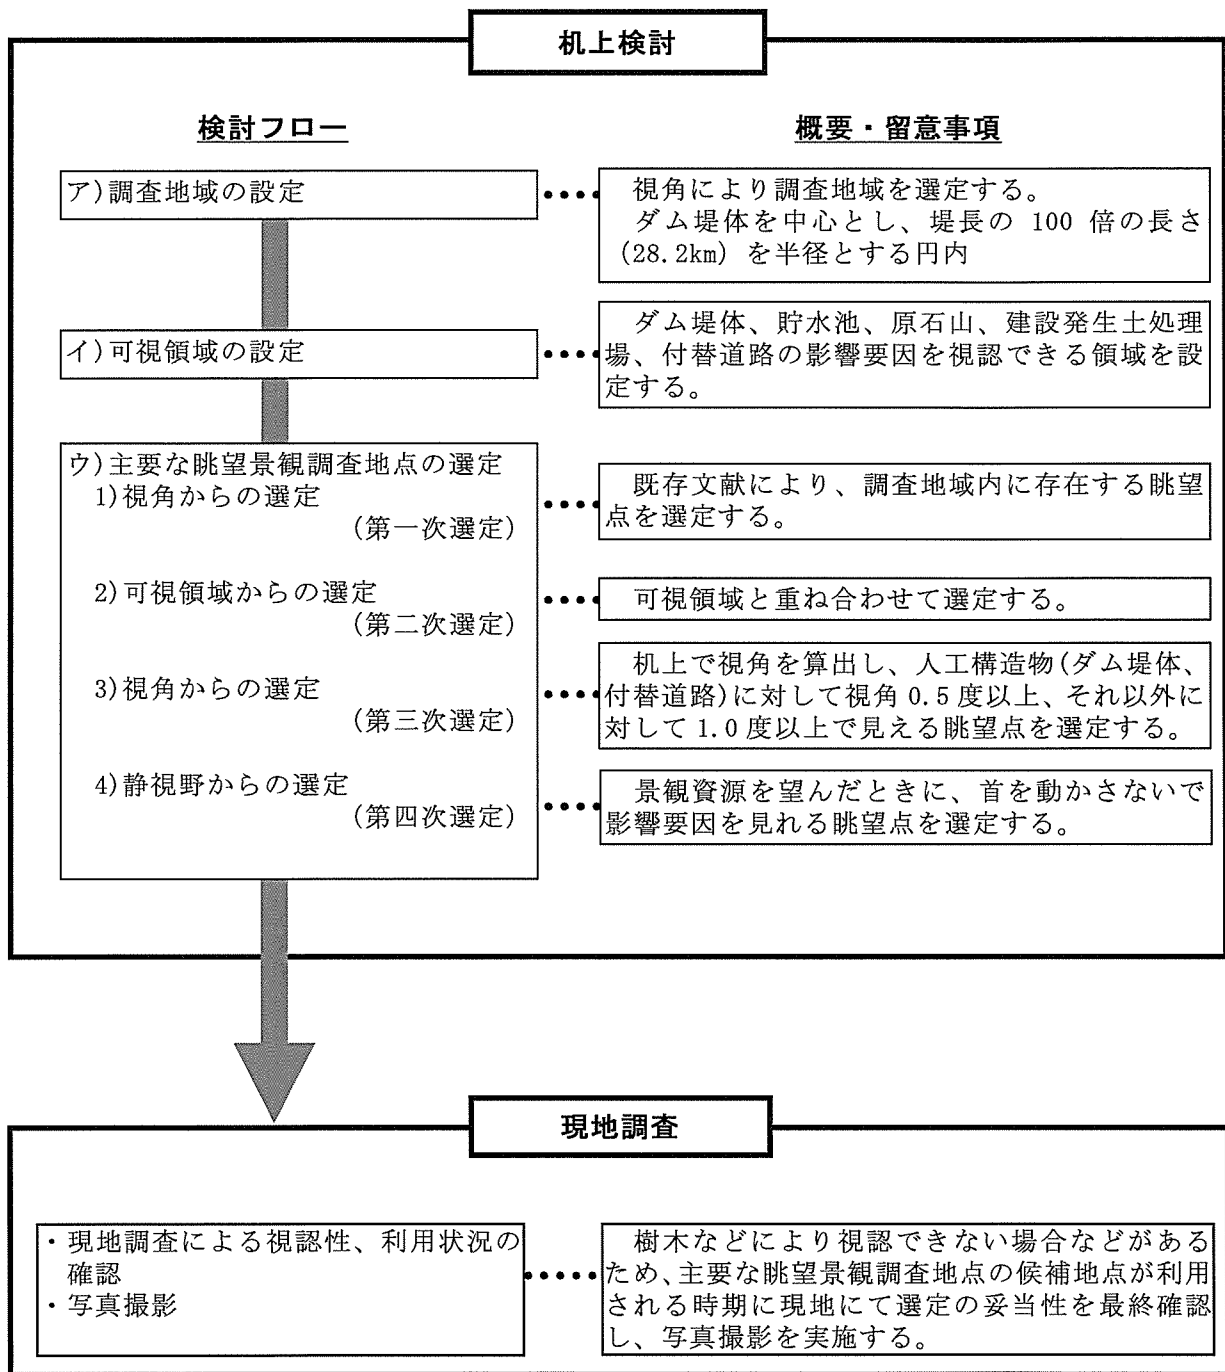 机上検討
検討フロー
概要・留意事項
ア)調査地域の設定
視角により調査地域を選定する。
ダム堤体を中心とし、堤長の 100 倍の長さ
(28.2km) を半径とする円内
イ)可視領域の設定
ダム堤体、貯水池、原石山、建設発生土処理
場、付替道路の影響要因を視認できる領域を設
定する。
ウ)主要な眺望景観調査地点の選定
1)視角からの選定
(第一次選定)
既存文献により、調査地域内に存在する眺望
点を選定する。
2)可視領域からの選定
(第二次選定)
可視領域と重ね合わせて選定する。
3)視角からの選定
(第三次選定)
机上で視角を算出し、人工構造物(ダム堤体、
付替道路)に対して視角 0.5 度以上、それ以外に
対して 1.0 度以上で見える眺望点を選定する。
4)静視野からの選定
(第四次選定)
景観資源を望んだときに、首を動かさないで
影響要因を見れる眺望点を選定する。
現地調査
・現地調査による視認性、利用状況の
確認
・写真撮影
樹木などにより視認できない場合などがある
ため、主要な眺望景観調査地点の候補地点が利用
される時期に現地にて選定の妥当性を最終確認
し、写真撮影を実施する。